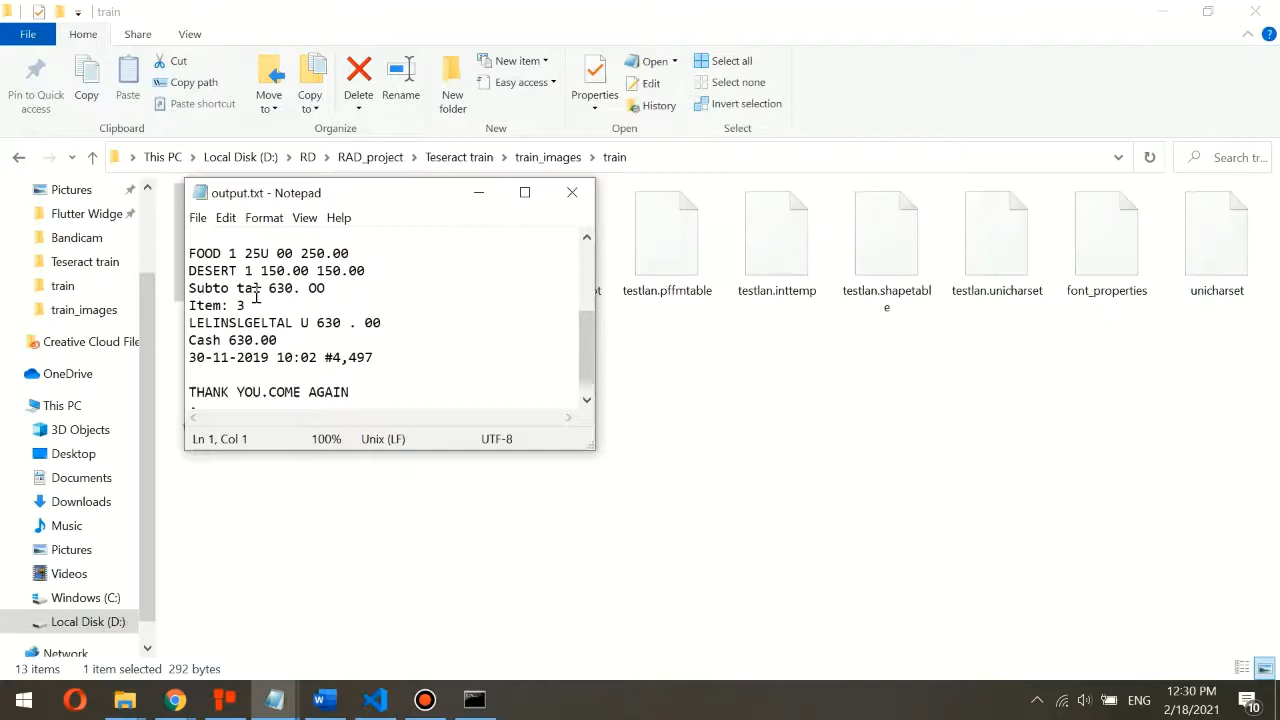 train
File Home Share View
Pin to Quick access
Copy
Paste
Cut
Copy path
Paste shortcut
Clipboard
Move to
Copy to
Delete
Rename
Organize
New folder
New item
Easy access
New
Properties
Open
Edit
History
Open
Select all
Select none
Invert selection
Select
This PC > Local Disk (D:) > RD > RAD_project > Teseract train > train_images > train
Search tr...
Pictures
Flutter Widge
Bandicam
Teseract train
train
train_images
Creative Cloud File
OneDrive
This PC
3D Objects
Desktop
Documents
Downloads
Music
Pictures
Videos
Windows (C:)
Local Disk (D:)
Network
output.txt - Notepad
File Edit Format View Help
FOOD 1 25U 00 250.00
DESERT 1 150.00 150.00
Subto ta: 630. OO
Item: 3
LELINSLGELTAL U 630 . 00
Cash 630.00
30-11-2019 10:02 #4,497
THANK YOU.COME AGAIN
Ln 1, Col 1 100% Unix (LF) UTF-8
testlan.pffmtable
testlan.inttemp
testlan.shapetable
testlan.unicharset
font_properties
unicharset
13 items 1 item selected 292 bytes
ENG
12:30 PM
2/18/2021
10